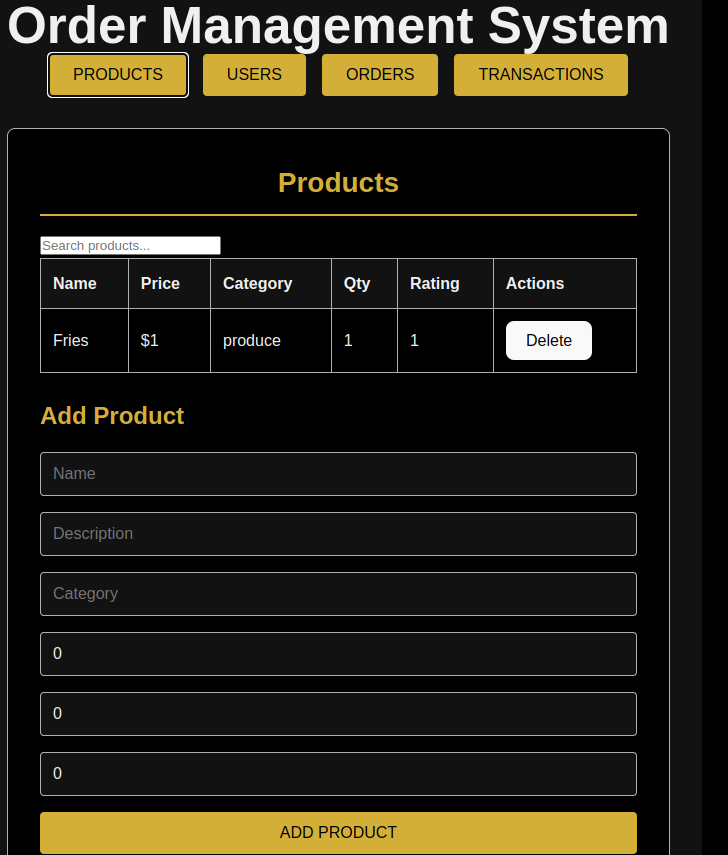 Order Management System
PRODUCTS USERS ORDERS TRANSACTIONS
Products
Search products...
Name Price Category Qty Rating Actions
Fries $1 produce 1 1 Delete
Add Product
Name
Description
Category
0
0
0
ADD PRODUCT